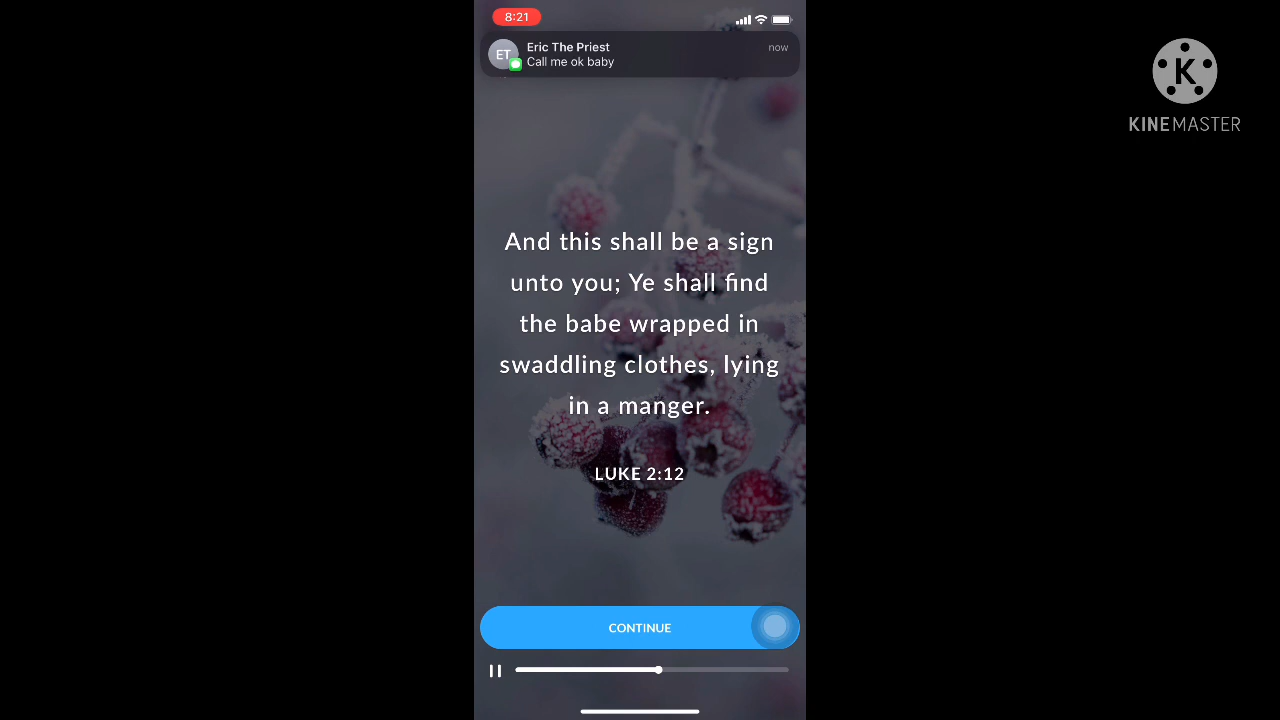 8:21
ET
Eric The Priest
now
Call me ok baby
And this shall be a sign
unto you; Ye shall find
the babe wrapped in
swaddling clothes, lying
in a manger.
LUKE 2:12
CONTINUE
K
KINEMASTER